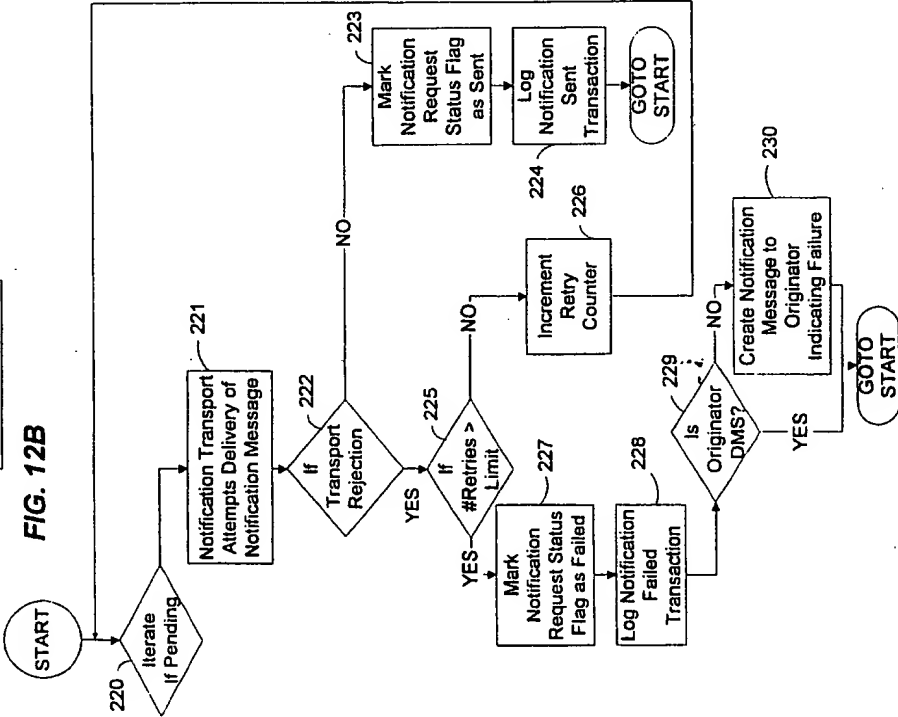 FIG. 12B
START
220
Iterate
If Pending
221
Notification Transport
Attempts Delivery of
Notification Message
222
If
Transport
Rejection
NO
223
Mark
Notification
Request
Status Flag
as Sent
224
Log
Notification
Sent
Transaction
GOTO
START
YES
225
If
#Retries >
Limit
NO
226
Increment
Retry
Counter
YES
227
Mark
Notification
Request Status
Flag as Failed
228
Log Notification
Failed
Transaction
229
Is
Originator
DMS?
NO
230
Create Notification
Message to
Originator
Indicating Failure
YES
GOTO
START